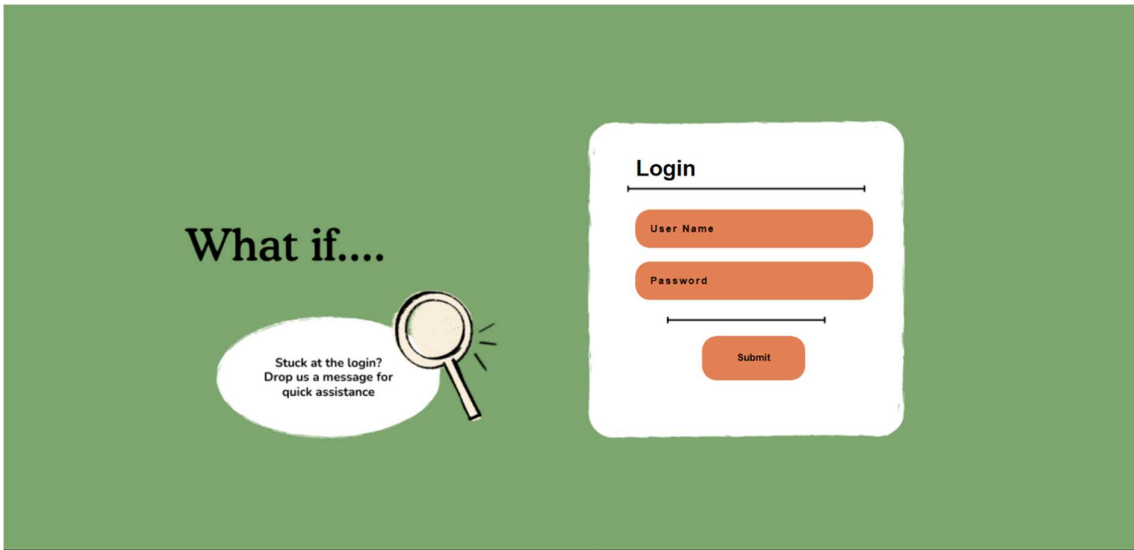 What if....
Stuck at the login?
Drop us a message for
quick assistance
Login
User Name
Password
Submit